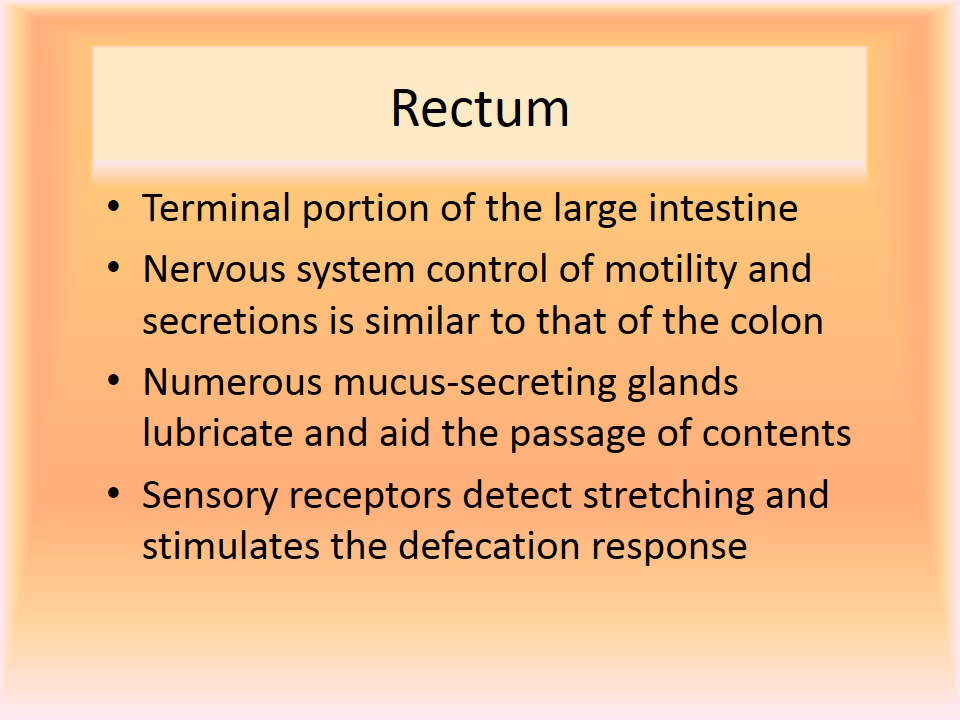 Rectum
• Terminal portion of the large intestine
• Nervous system control of motility and
secretions is similar to that of the colon
• Numerous mucus-secreting glands
lubricate and aid the passage of contents
• Sensory receptors detect stretching and
stimulates the defecation response